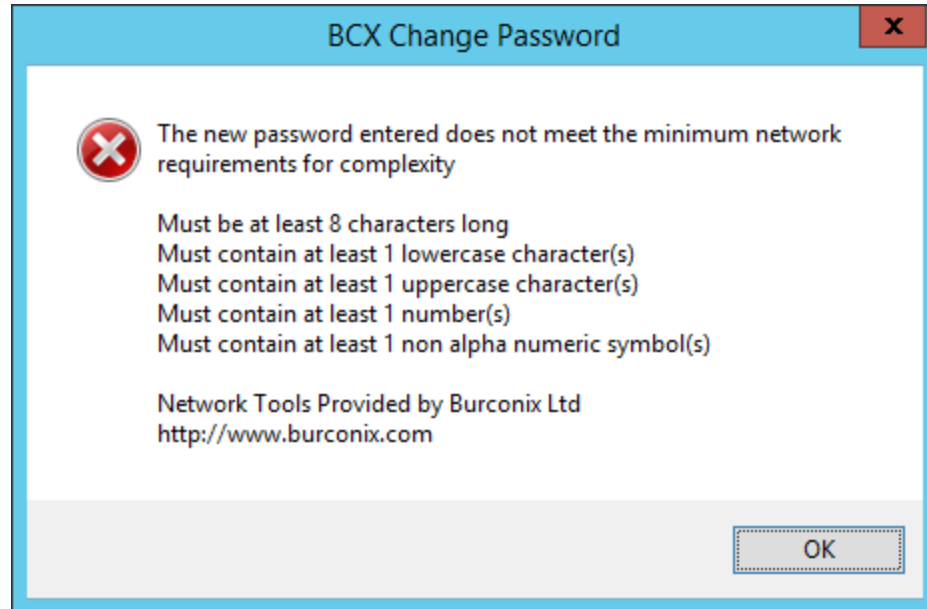 BCX Change Password
x
The new password entered does not meet the minimum network
requirements for complexity
Must be at least 8 characters long
Must contain at least 1 lowercase character(s)
Must contain at least 1 uppercase character(s)
Must contain at least 1 number(s)
Must contain at least 1 non alpha numeric symbol(s)
Network Tools Provided by Burconix Ltd
http://www.burconix.com
OK